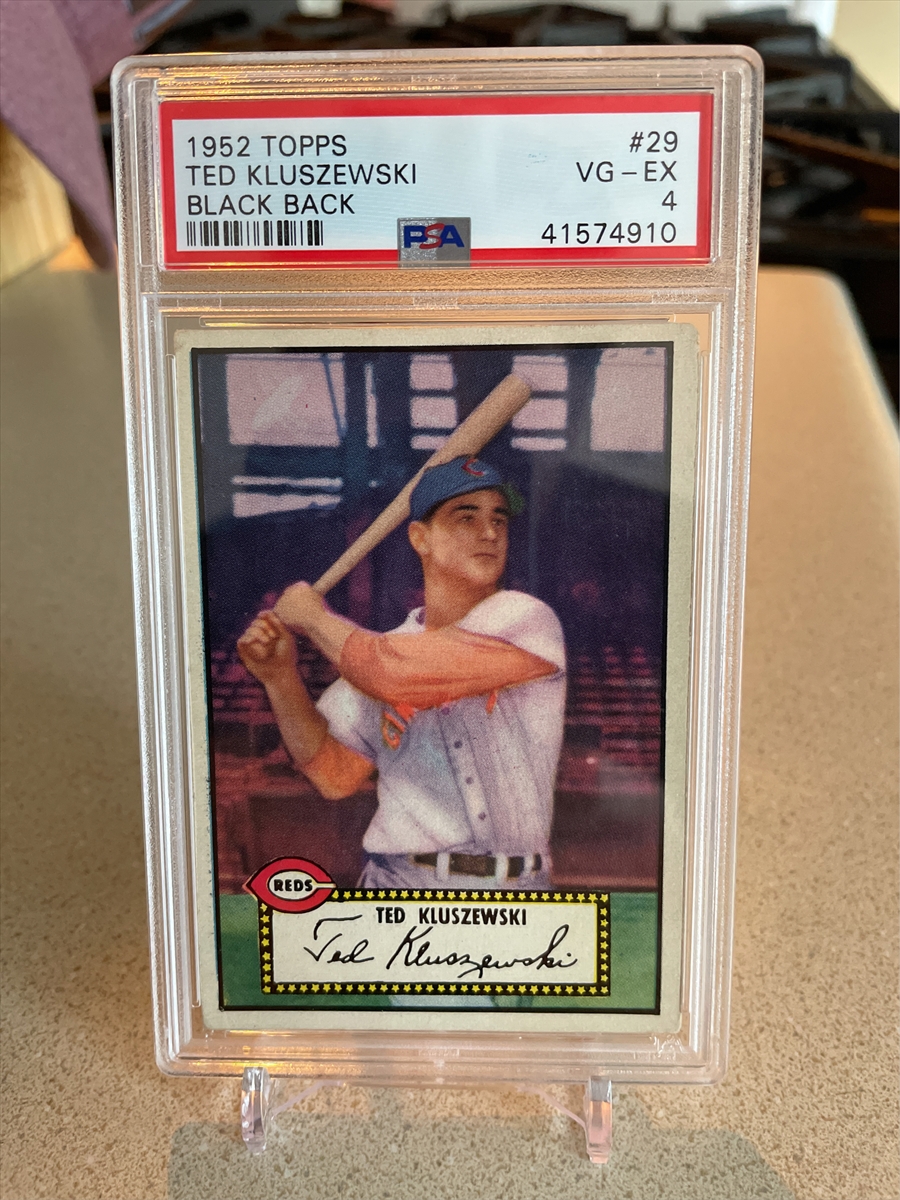 1952 TOPPS #29
TED KLUSZEWSKI VG - EX
BLACK BACK 4
PSA 41574910
C
REDS
TED KLUSZEWSKI
Ted Kluszewski